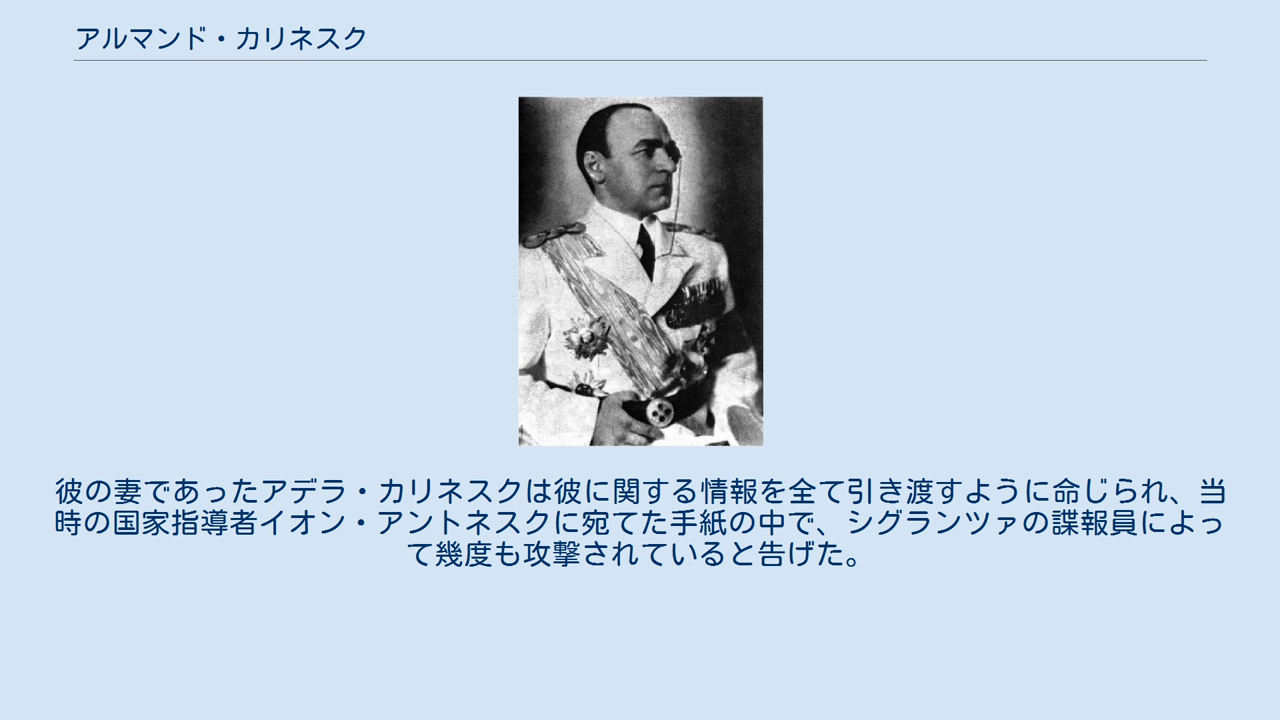 アルマンド・カリネスク
彼の妻であったアデラ・カリネスクは彼に関する情報を全て引き渡すように命じられ、当
時の国家指導者イオン・アントネスクに宛てた手紙の中で、シグランツァの諜報員によっ
て幾度も攻撃されていると告げた。